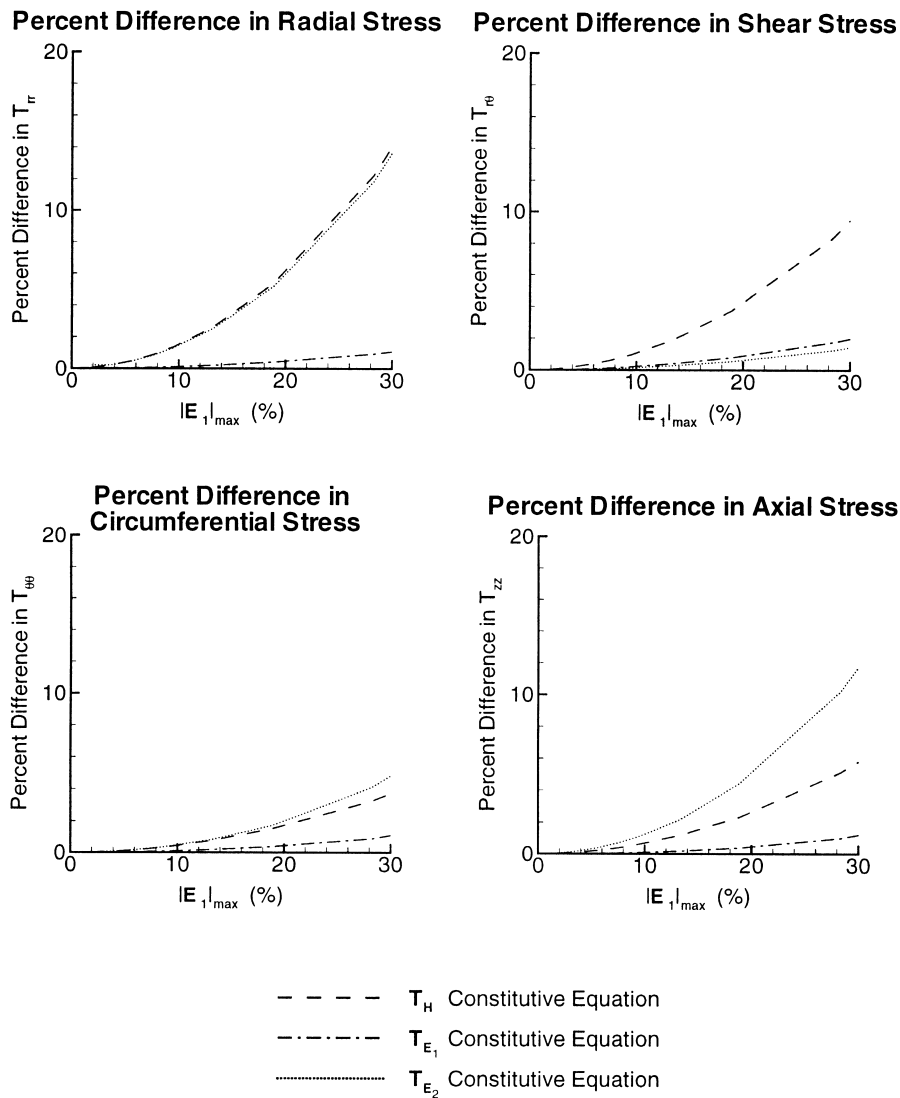 Percent Difference in Radial Stress
20
10
0
Percent Difference in T_rr
0 10 20 30
|E_1|_max (%)
Percent Difference in Shear Stress
20
10
0
Percent Difference in T_rθ
0 10 20 30
|E_1|_max (%)
Percent Difference in
Circumferential Stress
20
10
0
Percent Difference in T_θθ
0 10 20 30
|E_1|_max (%)
Percent Difference in Axial Stress
20
10
0
Percent Difference in T_zz
0 10 20 30
|E_1|_max (%)
T_H Constitutive Equation
T_E_1 Constitutive Equation
T_E_2 Constitutive Equation